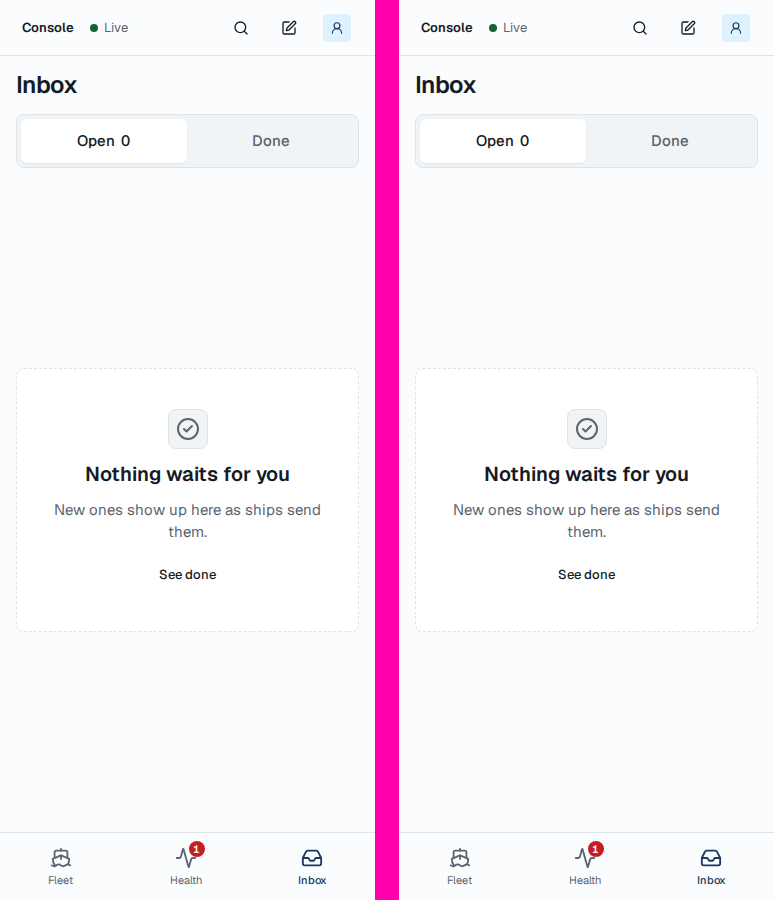 Console Live
Inbox
Open 0 Done
Nothing waits for you
New ones show up here as ships send
them.
See done
1
Fleet Health Inbox
Console Live
Inbox
Open 0 Done
Nothing waits for you
New ones show up here as ships send
them.
See done
1
Fleet Health Inbox